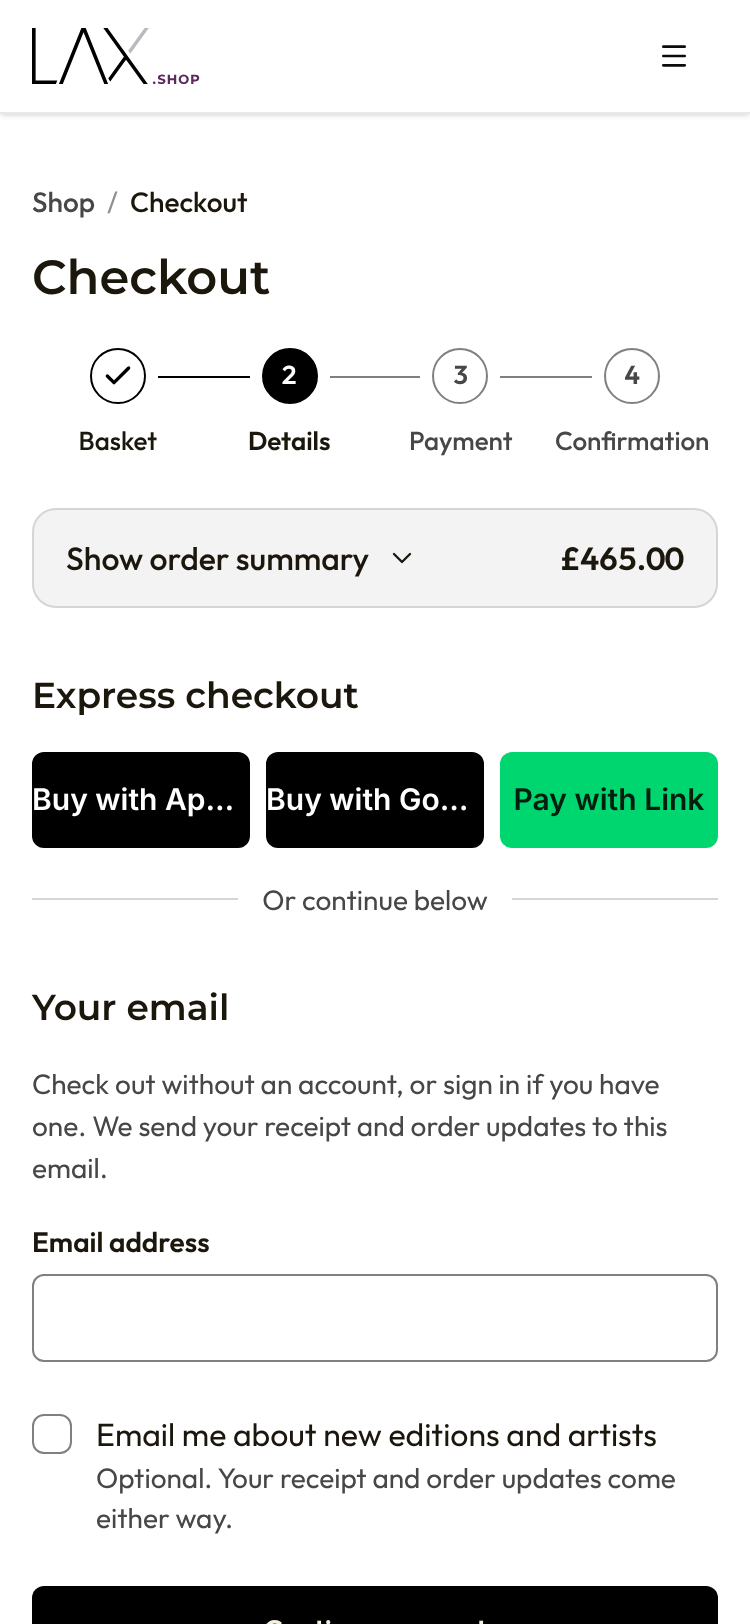 LAX.SHOP
Shop / Checkout
Checkout
2 3 4
Basket Details Payment Confirmation
Show order summary £465.00
Express checkout
Buy with Ap... Buy with Go... Pay with Link
Or continue below
Your email
Check out without an account, or sign in if you have
one. We send your receipt and order updates to this
email.
Email address
Email me about new editions and artists
Optional. Your receipt and order updates come
either way.